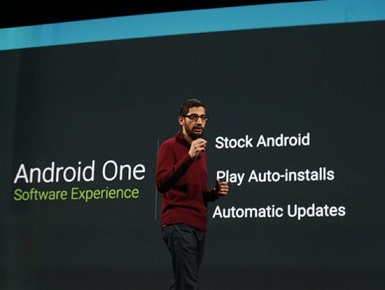 Android One
Software Experience
Stock Android
Play Auto-installs
Automatic Updates